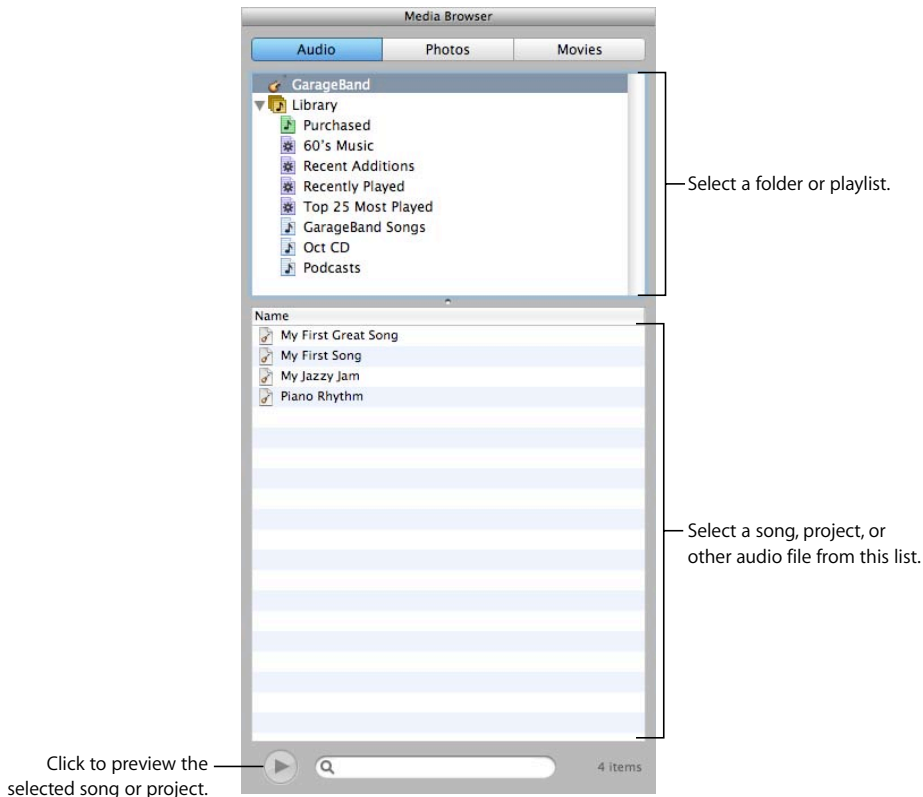 Media Browser
Audio Photos Movies
GarageBand
Library
Purchased
60's Music
Recent Additions
Recently Played
Top 25 Most Played
GarageBand Songs
Oct CD
Podcasts
Select a folder or playlist.
Name
My First Great Song
My First Song
My Jazzy Jam
Piano Rhythm
Select a song, project, or
other audio file from this list.
Click to preview the
selected song or project.
4 items